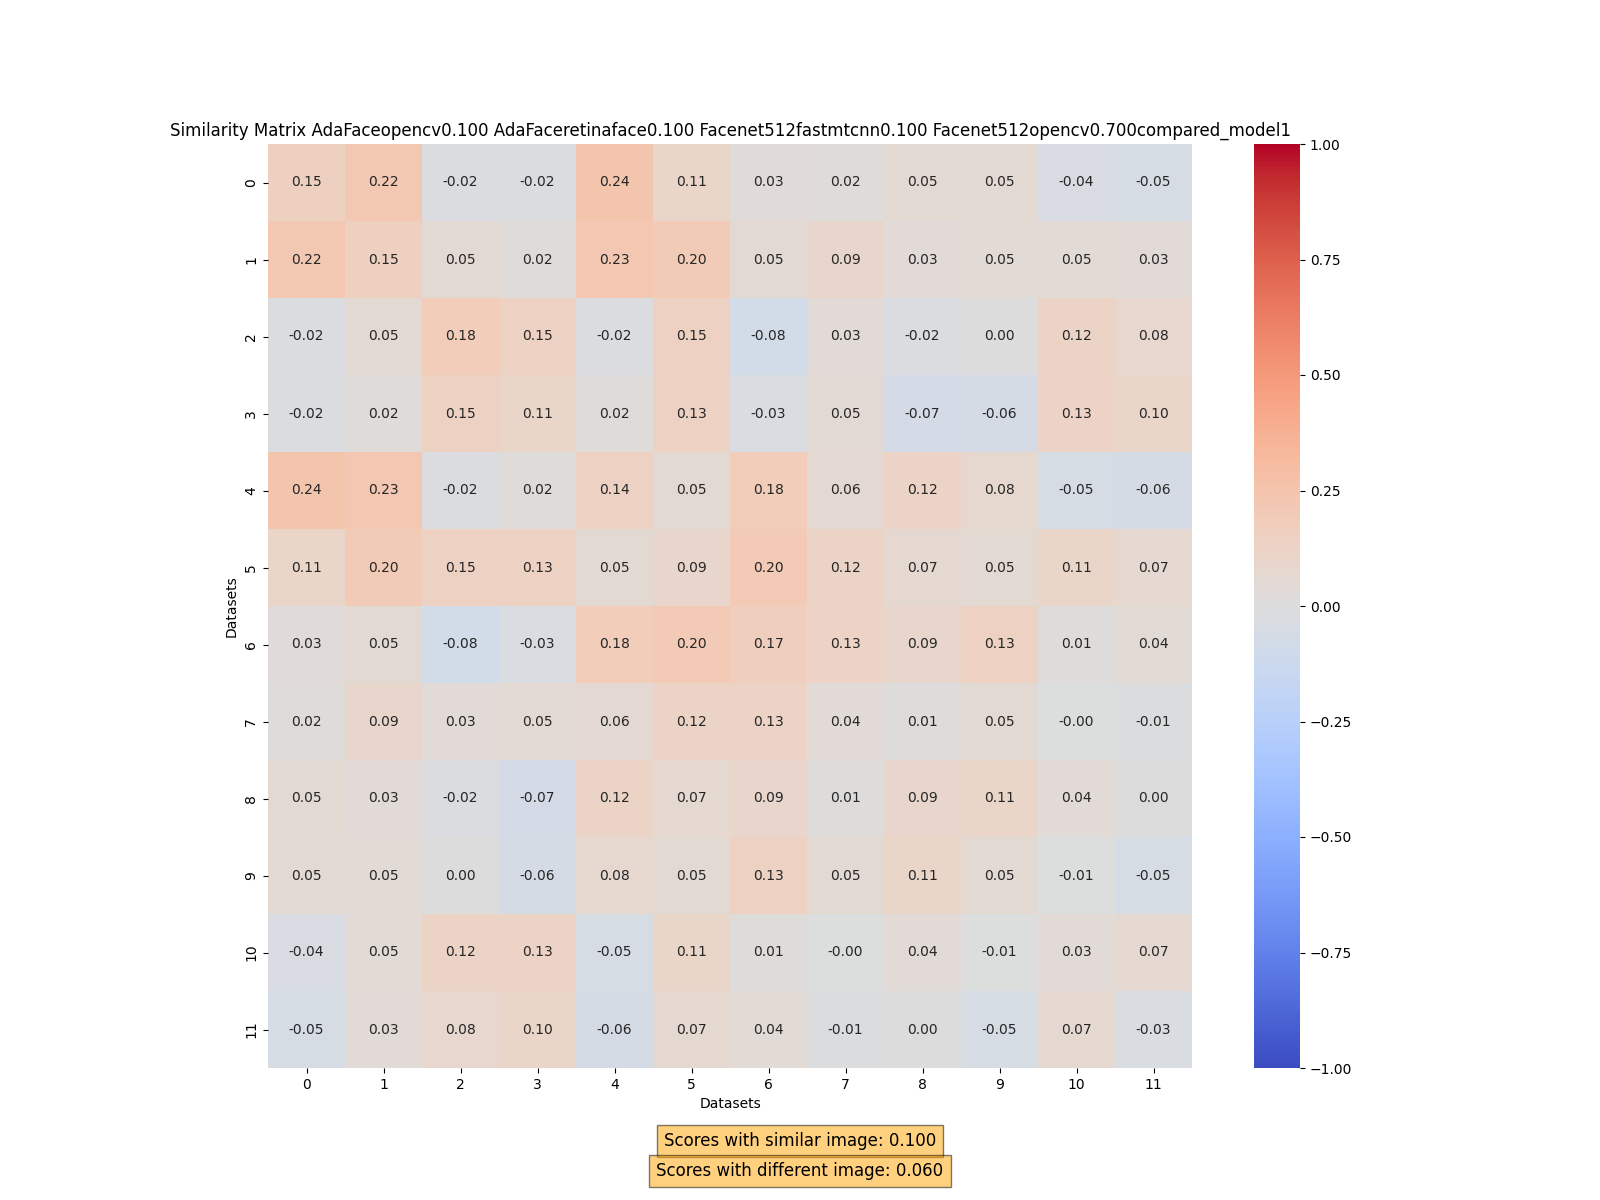 Similarity Matrix AdaFaceopencv0.100 AdaFaceretinaface0.100 Facenet512fastmtcnn0.100 Facenet512opencv0.700compared_model1
0 0.15 0.22 -0.02 -0.02 0.24 0.11 0.03 0.02 0.05 0.05 -0.04 -0.05
1 0.22 0.15 0.05 0.02 0.23 0.20 0.05 0.09 0.03 0.05 0.05 0.03
2 -0.02 0.05 0.18 0.15 -0.02 0.15 -0.08 0.03 -0.02 0.00 0.12 0.08
3 -0.02 0.02 0.15 0.11 0.02 0.13 -0.03 0.05 -0.07 -0.06 0.13 0.10
4 0.24 0.23 -0.02 0.02 0.14 0.05 0.18 0.06 0.12 0.08 -0.05 -0.06
5 0.11 0.20 0.15 0.13 0.05 0.09 0.20 0.12 0.07 0.05 0.11 0.07
6 0.03 0.05 -0.08 -0.03 0.18 0.20 0.17 0.13 0.09 0.13 0.01 0.04
7 0.02 0.09 0.03 0.05 0.06 0.12 0.13 0.04 0.01 0.05 -0.00 -0.01
8 0.05 0.03 -0.02 -0.07 0.12 0.07 0.09 0.01 0.09 0.11 0.04 0.00
9 0.05 0.05 0.00 -0.06 0.08 0.05 0.13 0.05 0.11 0.05 -0.01 -0.05
10 -0.04 0.05 0.12 0.13 -0.05 0.11 0.01 -0.00 0.04 -0.01 0.03 0.07
11 -0.05 0.03 0.08 0.10 -0.06 0.07 0.04 -0.01 0.00 -0.05 0.07 -0.03
0 1 2 3 4 5 6 7 8 9 10 11
Datasets
Datasets
1.00
0.75
0.50
0.25
0.00
−0.25
−0.50
−0.75
−1.00
Scores with similar image: 0.100
Scores with different image: 0.060